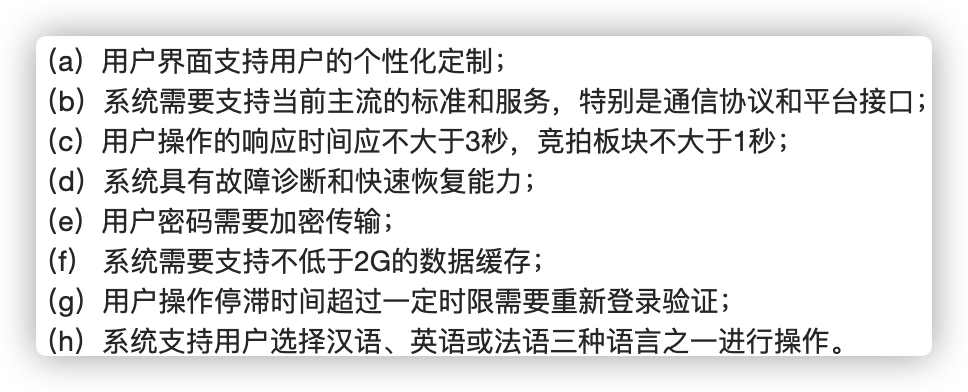 (a）用户界面支持用户的个性化定制；
(b）系统需要支持当前主流的标准和服务，特别是通信协议和平台接口；
(c）用户操作的响应时间应不大于3秒，竞拍板块不大于1秒；
(d）系统具有故障诊断和快速恢复能力；
(e）用户密码需要加密传输；
(f） 系统需要支持不低于2G的数据缓存；
(g）用户操作停滞时间超过一定时限需要重新登录验证；
(h）系统支持用户选择汉语、英语或法语三种语言之一进行操作。